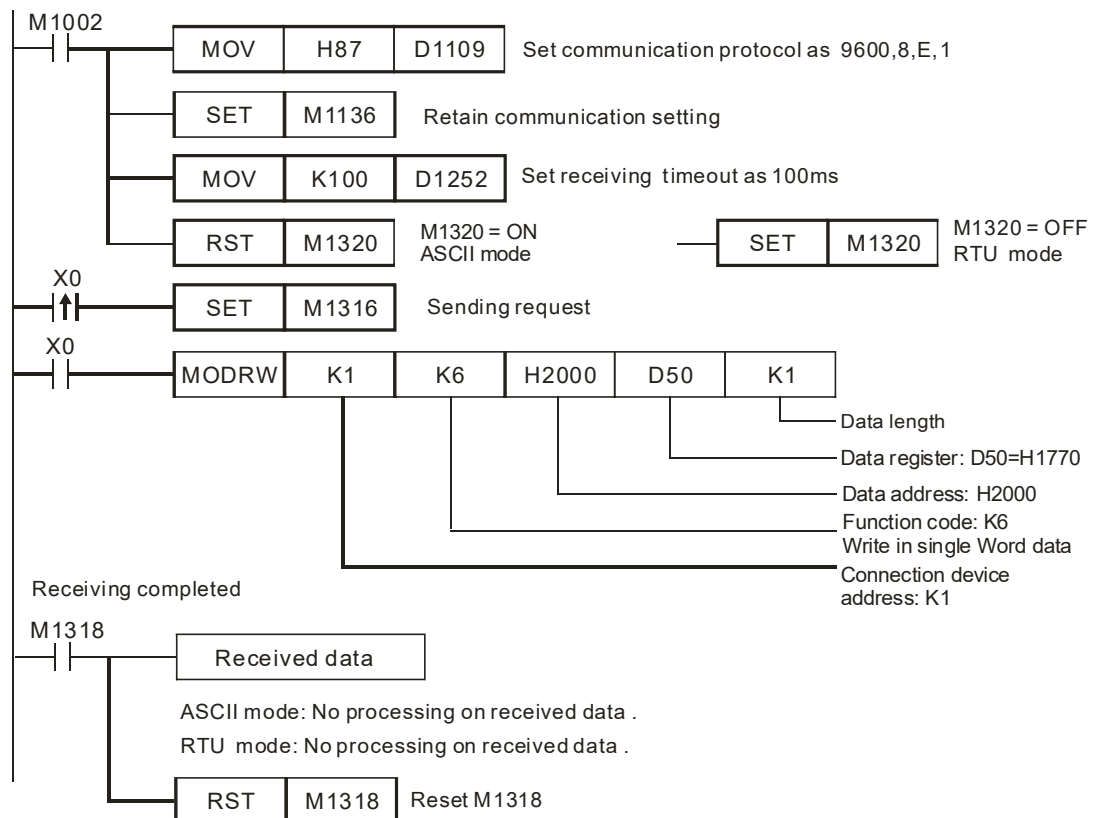 M1002
MOV H87 D1109 Set communication protocol as 9600,8,E,1
SET M1136 Retain communication setting
MOV K100 D1252 Set receiving timeout as 100ms
RST M1320 M1320 = ON
ASCII mode
SET M1320 M1320 = OFF
RTU mode
X0
SET M1316 Sending request
X0
MODRW K1 K6 H2000 D50 K1
Data length
Data register: D50=H1770
Data address: H2000
Function code: K6
Write in single Word data
Connection device
address: K1
Receiving completed
M1318
Received data
ASCII mode: No processing on received data .
RTU mode: No processing on received data .
RST M1318 Reset M1318